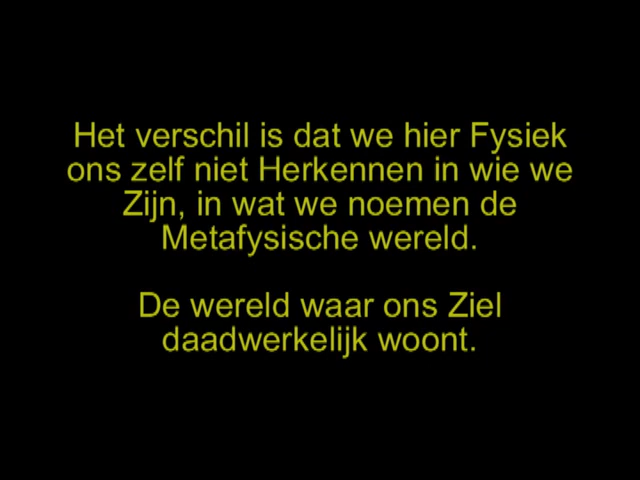 Het verschil is dat we hier Fysiek
ons zelf niet Herkennen in wie we
Zijn, in wat we noemen de
Metafysische wereld.
De wereld waar ons Ziel
daadwerkelijk woont.